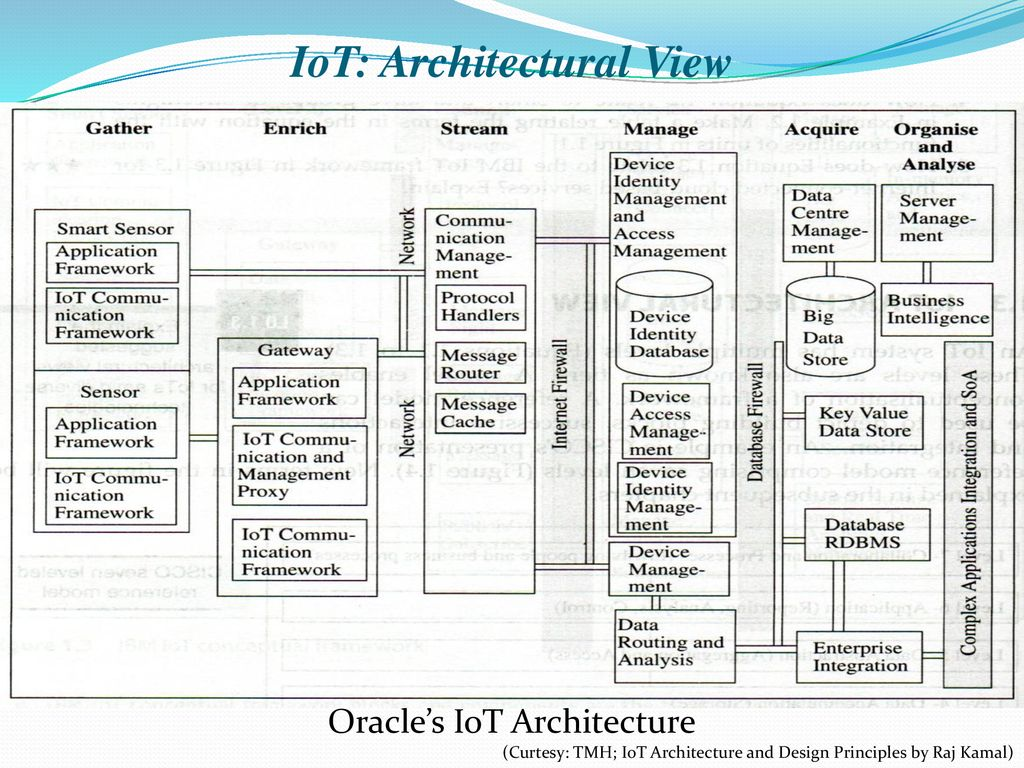 IoT: Architectural View
Gather
Enrich
Stream
Manage
Acquire
Organise
and
Analyse
Smart Sensor
Application
Framework
IoT Commu-
nication
Framework
Sensor
Application
Framework
IoT Commu-
nication
Framework
Gateway
Application
Framework
IoT Commu-
nication and
Management
Proxy
IoT Commu-
nication
Framework
Network
Network
Commu-
nication
Manage-
ment
Protocol
Handlers
Message
Router
Message
Cache
Internet Firewall
Device
Identity
Management
and
Access
Management
Device
Identity
Database
Device
Access
Manage-
ment
Device
Identity
Manage-
ment
Device
Manage-
ment
Data
Routing and
Analysis
Database Firewall
Data
Centre
Manage-
ment
Big
Data
Store
Key Value
Data Store
Database
RDBMS
Enterprise
Integration
Server
Manage-
ment
Business
Intelligence
Complex Applications Integration and SoA
Oracle’s IoT Architecture
(Curtesy: TMH; IoT Architecture and Design Principles by Raj Kamal)